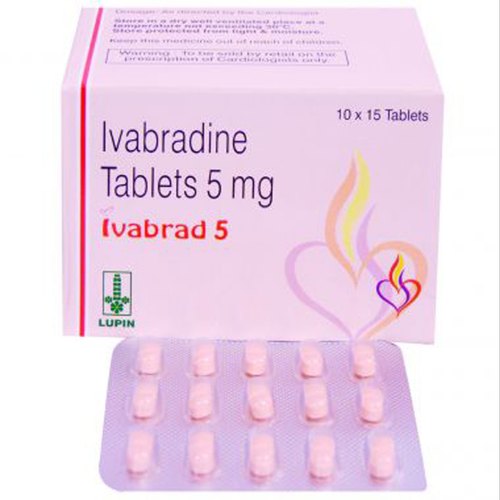 Dosage: As directed by the Cardiologist
Store in a dry well ventilated place at a
temperature not exceeding 30°C.
Store protected from light & moisture.
Keep this medicine out of reach of children.
Warning : To be sold by retail on the
prescription of Cardiologists only.
10 x 15 Tablets
Ivabradine
Tablets 5 mg
Ivabrad 5
LUPIN